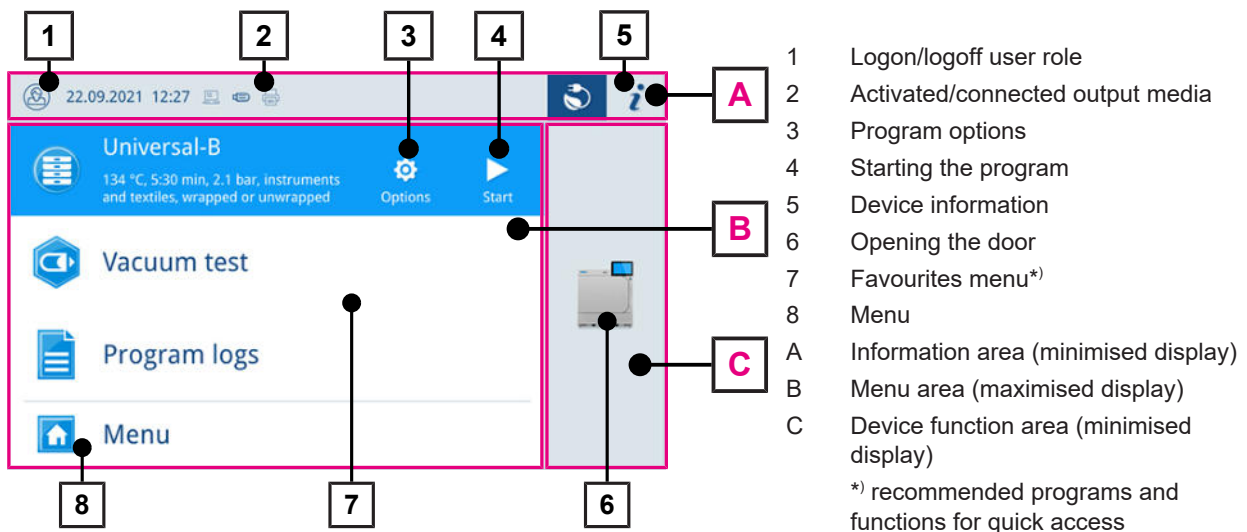 1
2
3
4
5
22.09.2021 12:27
i
A
Universal-B
134 °C, 5:30 min, 2.1 bar, instruments
and textiles, wrapped or unwrapped
Options
Start
B
Vacuum test
Program logs
C
Menu
8
7
6
1 Logon/logoff user role
2 Activated/connected output media
3 Program options
4 Starting the program
5 Device information
6 Opening the door
7 Favourites menu*)
8 Menu
A Information area (minimised display)
B Menu area (maximised display)
C Device function area (minimised
display)
*) recommended programs and
functions for quick access